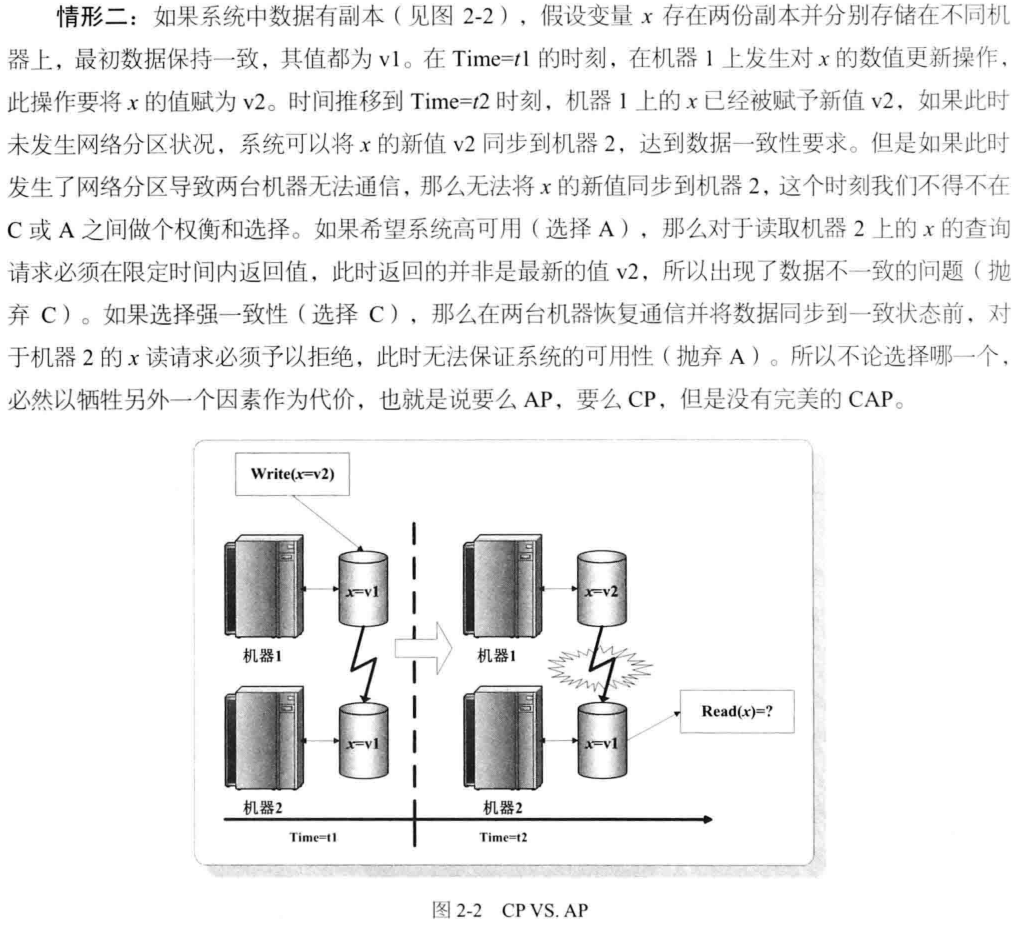 情形二：如果系统中数据有副本（见图 2-2），假设变量 x 存在两份副本并分别存储在不同机
器上，最初数据保持一致，其值都为 v1。在 Time=t1 的时刻，在机器 1 上发生对 x 的数值更新操作，
此操作要将 x 的值赋为 v2。时间推移到 Time=t2 时刻，机器 1 上的 x 已经被赋予新值 v2，如果此时
未发生网络分区状况，系统可以将 x 的新值 v2 同步到机器 2，达到数据一致性要求。但是如果此时
发生了网络分区导致两台机器无法通信，那么无法将 x 的新值同步到机器 2，这个时刻我们不得不在
C 或 A 之间做个权衡和选择。如果希望系统高可用（选择 A），那么对于读取机器 2 上的 x 的查询
请求必须在限定时间内返回值，此时返回的并非是最新的值 v2，所以出现了数据不一致的问题（抛
弃 C）。如果选择强一致性（选择 C），那么在两台机器恢复通信并将数据同步到一致状态前，对
于机器 2 的 x 读请求必须予以拒绝，此时无法保证系统的可用性（抛弃 A）。所以不论选择哪一个，
必然以牺牲另外一个因素作为代价，也就是说要么 AP，要么 CP，但是没有完美的 CAP。
Write(x=v2)
x=v1
x=v2
机器1
机器1
x=v1
x=v1
Read(x)=?
机器2
机器2
Time=t1
Time=t2
图 2-2 CP VS. AP